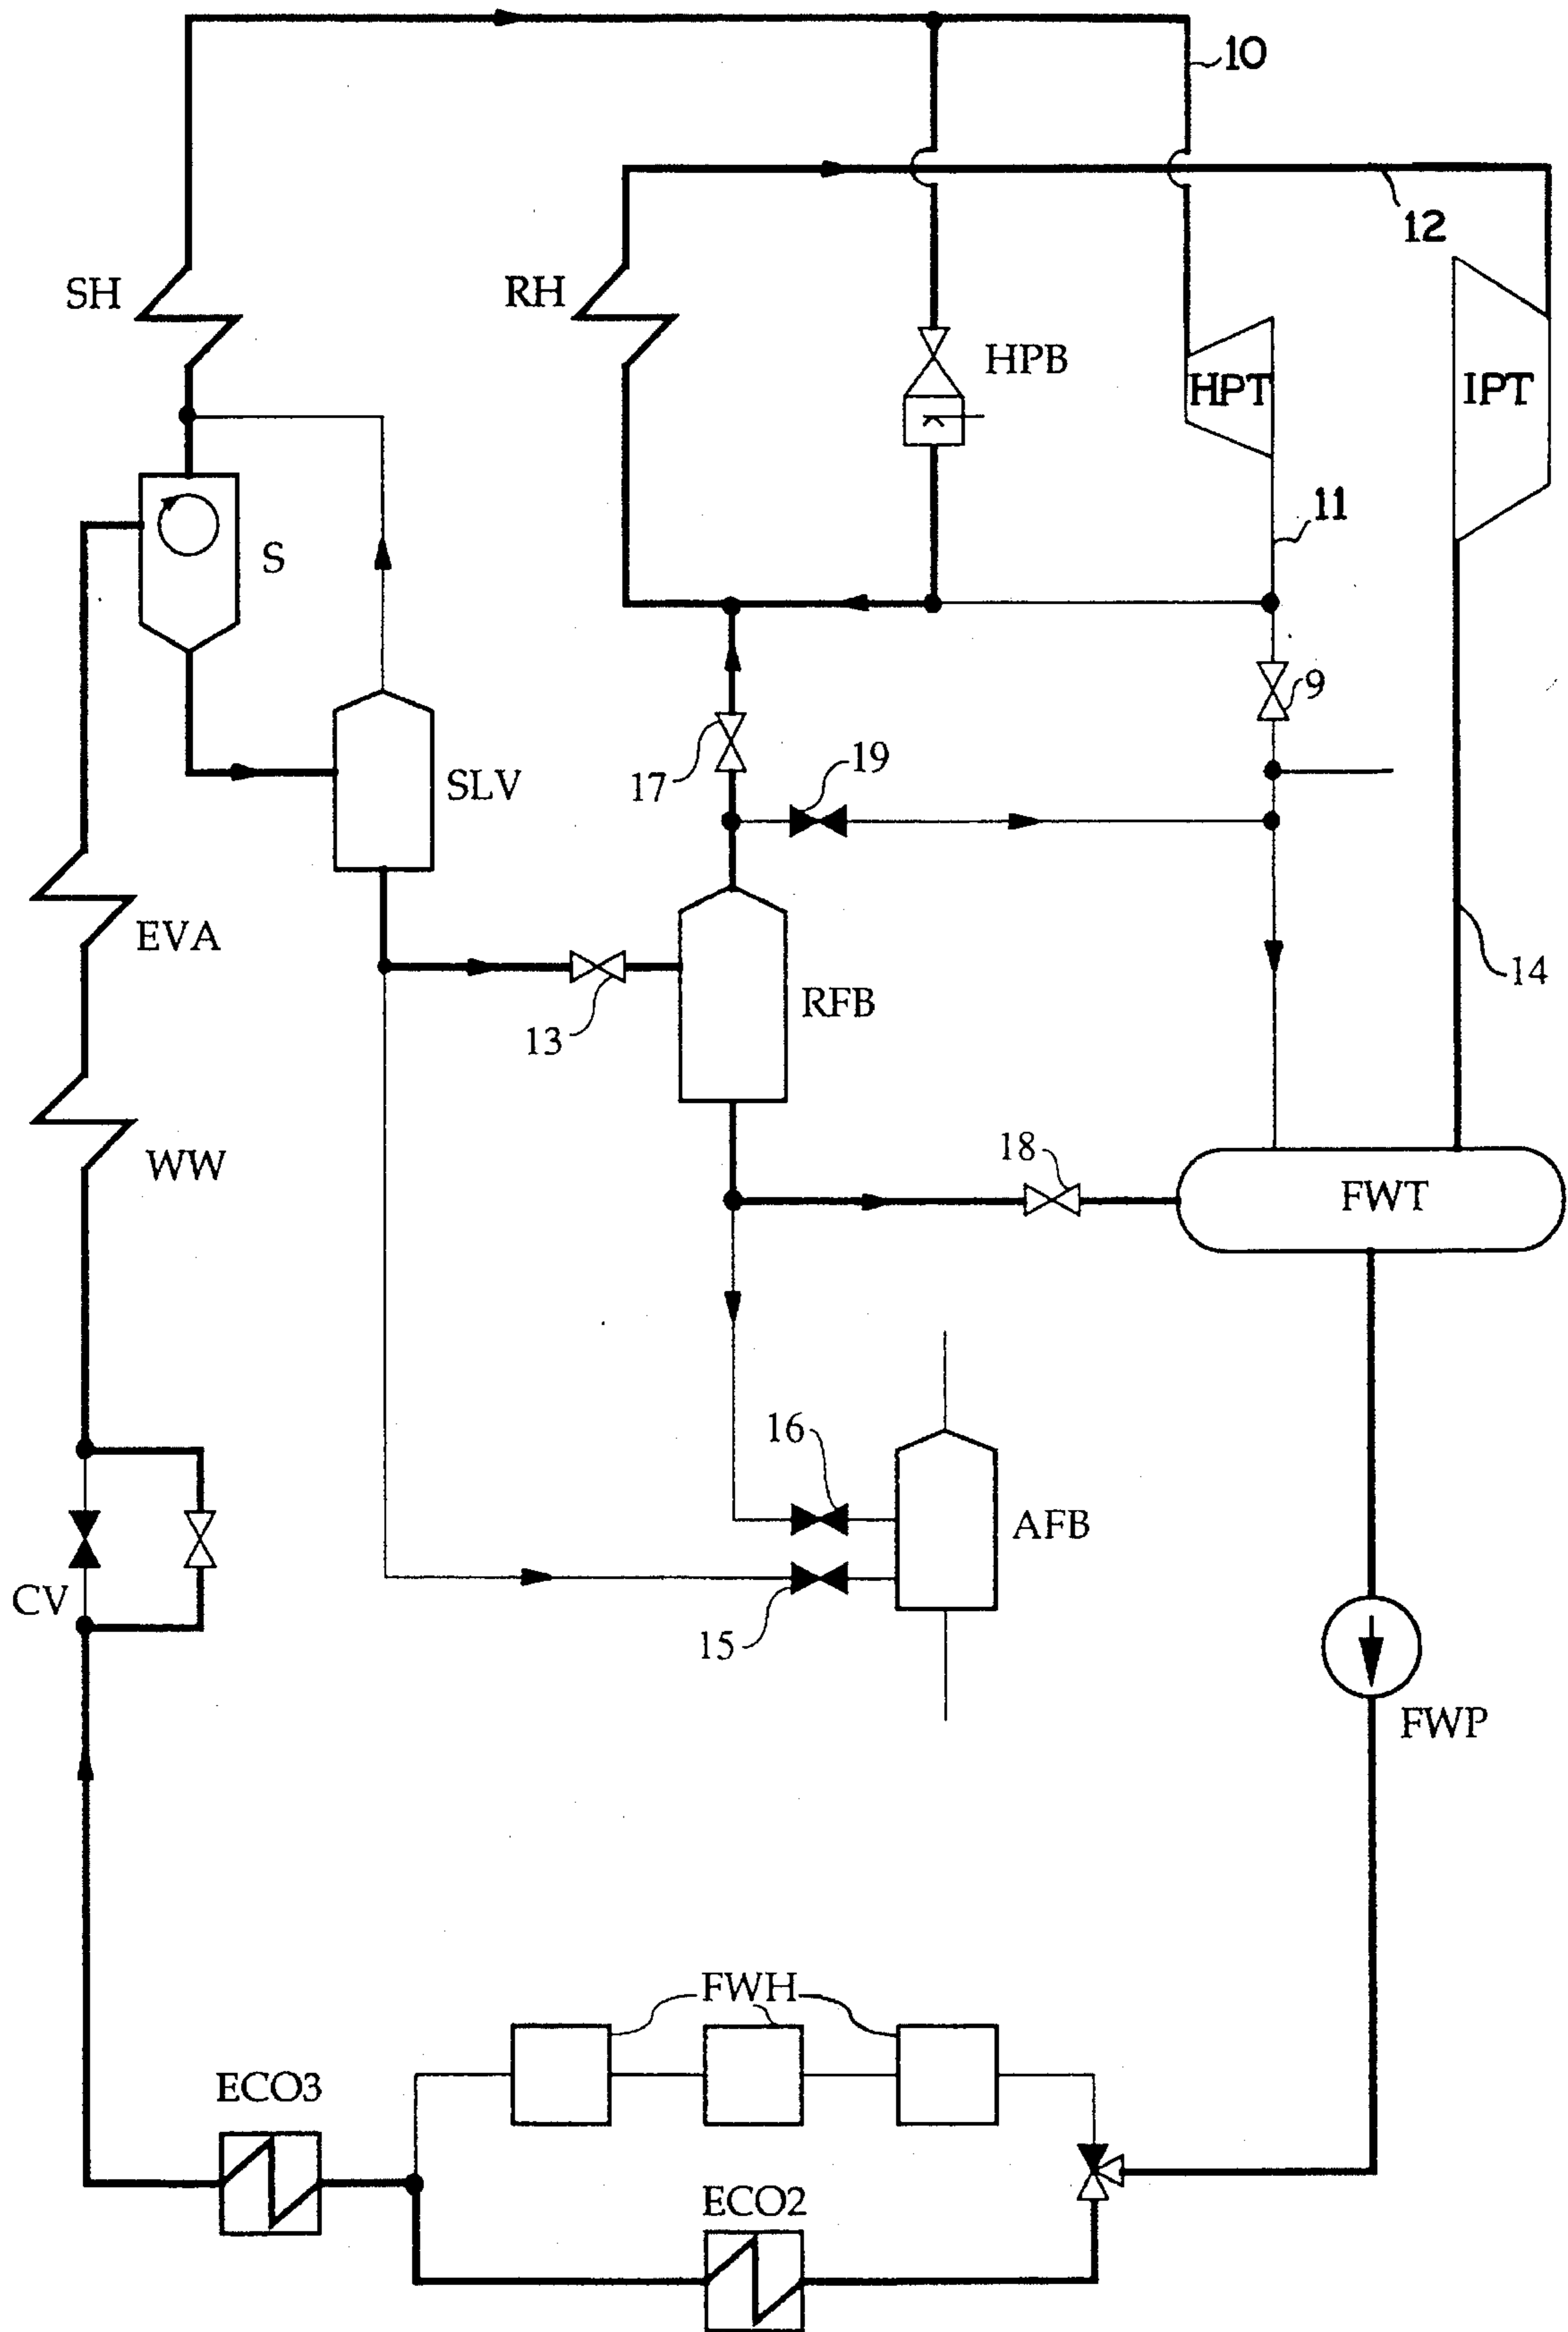 10
12
SH
RH
HPB
HPT
IPT
11
S
9
17
19
SLV
EVA
14
RFB
13
WW
18
FWT
16
AFB
CV
15
FWP
FWH
ECO3
ECO2